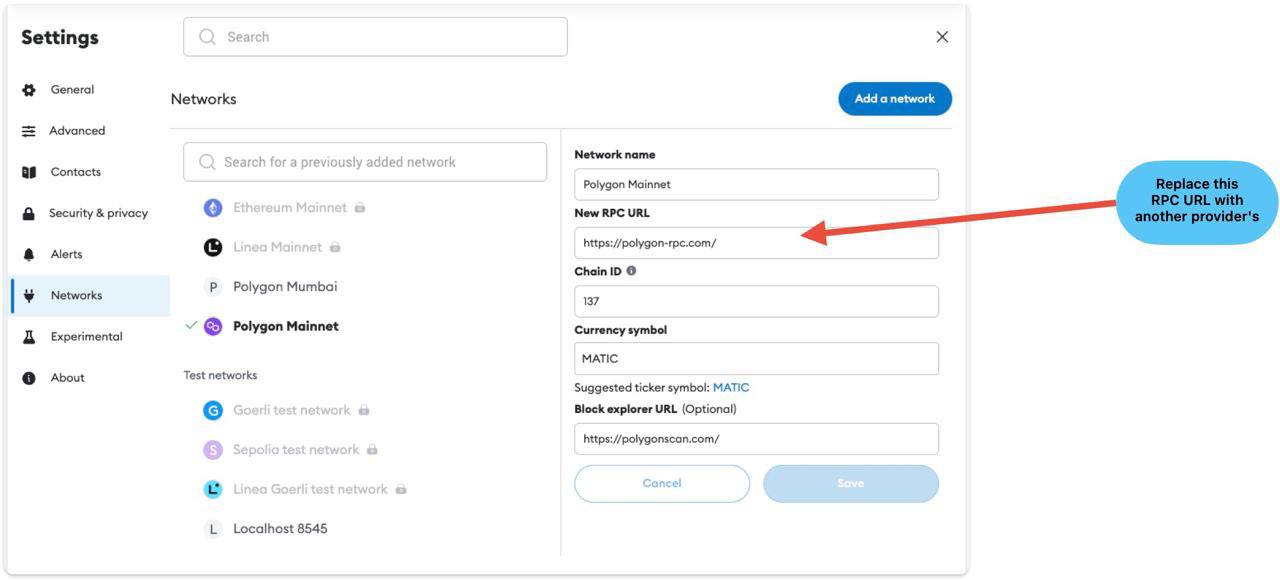 Settings
Search
General
Advanced
Contacts
Security & privacy
Alerts
Networks
Experimental
About
Networks
Add a network
Search for a previously added network
Ethereum Mainnet
L Linea Mainnet
P Polygon Mumbai
Polygon Mainnet
Test networks
G Goerli test network
S Sepolia test network
L Linea Goerli test network
L Localhost 8545
Network name
Polygon Mainnet
New RPC URL
https://polygon-rpc.com/
Chain ID
137
Currency symbol
MATIC
Suggested ticker symbol: MATIC
Block explorer URL (Optional)
https://polygonscan.com/
Cancel
Save
Replace this
RPC URL with
another provider's